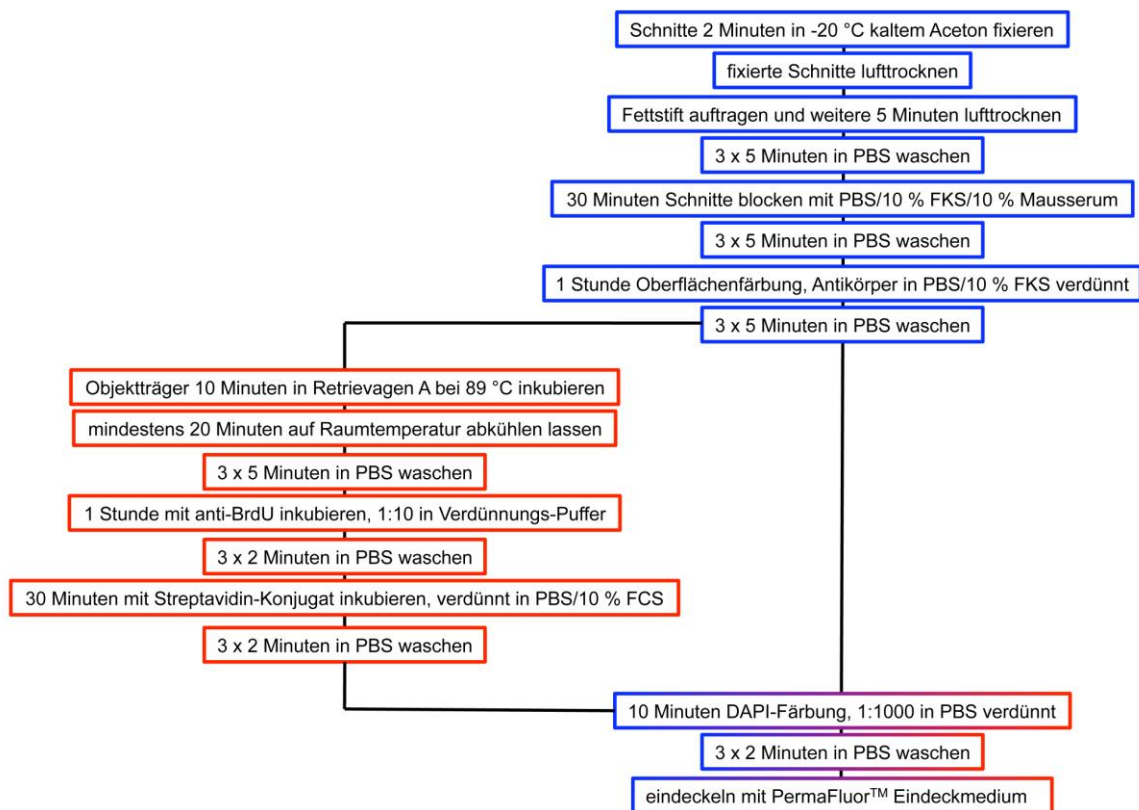 Schnitte 2 Minuten in -20 °C kaltem Aceton fixieren
fixierte Schnitte lufttrocknen
Fettstift auftragen und weitere 5 Minuten lufttrocknen
3 x 5 Minuten in PBS waschen
30 Minuten Schnitte blocken mit PBS/10 % FKS/10 % Mausserum
3 x 5 Minuten in PBS waschen
1 Stunde Oberflächenfärbung, Antikörper in PBS/10 % FKS verdünnt
3 x 5 Minuten in PBS waschen
Objektträger 10 Minuten in Retrievagen A bei 89 °C inkubieren
mindestens 20 Minuten auf Raumtemperatur abkühlen lassen
3 x 5 Minuten in PBS waschen
1 Stunde mit anti-BrdU inkubieren, 1:10 in Verdünnungs-Puffer
3 x 2 Minuten in PBS waschen
30 Minuten mit Streptavidin-Konjugat inkubieren, verdünnt in PBS/10 % FCS
3 x 2 Minuten in PBS waschen
10 Minuten DAPI-Färbung, 1:1000 in PBS verdünnt
3 x 2 Minuten in PBS waschen
eindeckeln mit PermaFluor™ Eindeckmedium